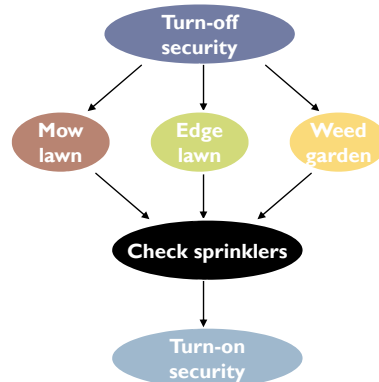 Turn-off
security
Mow
lawn
Edge
lawn
Weed
garden
Check sprinklers
Turn-on
security